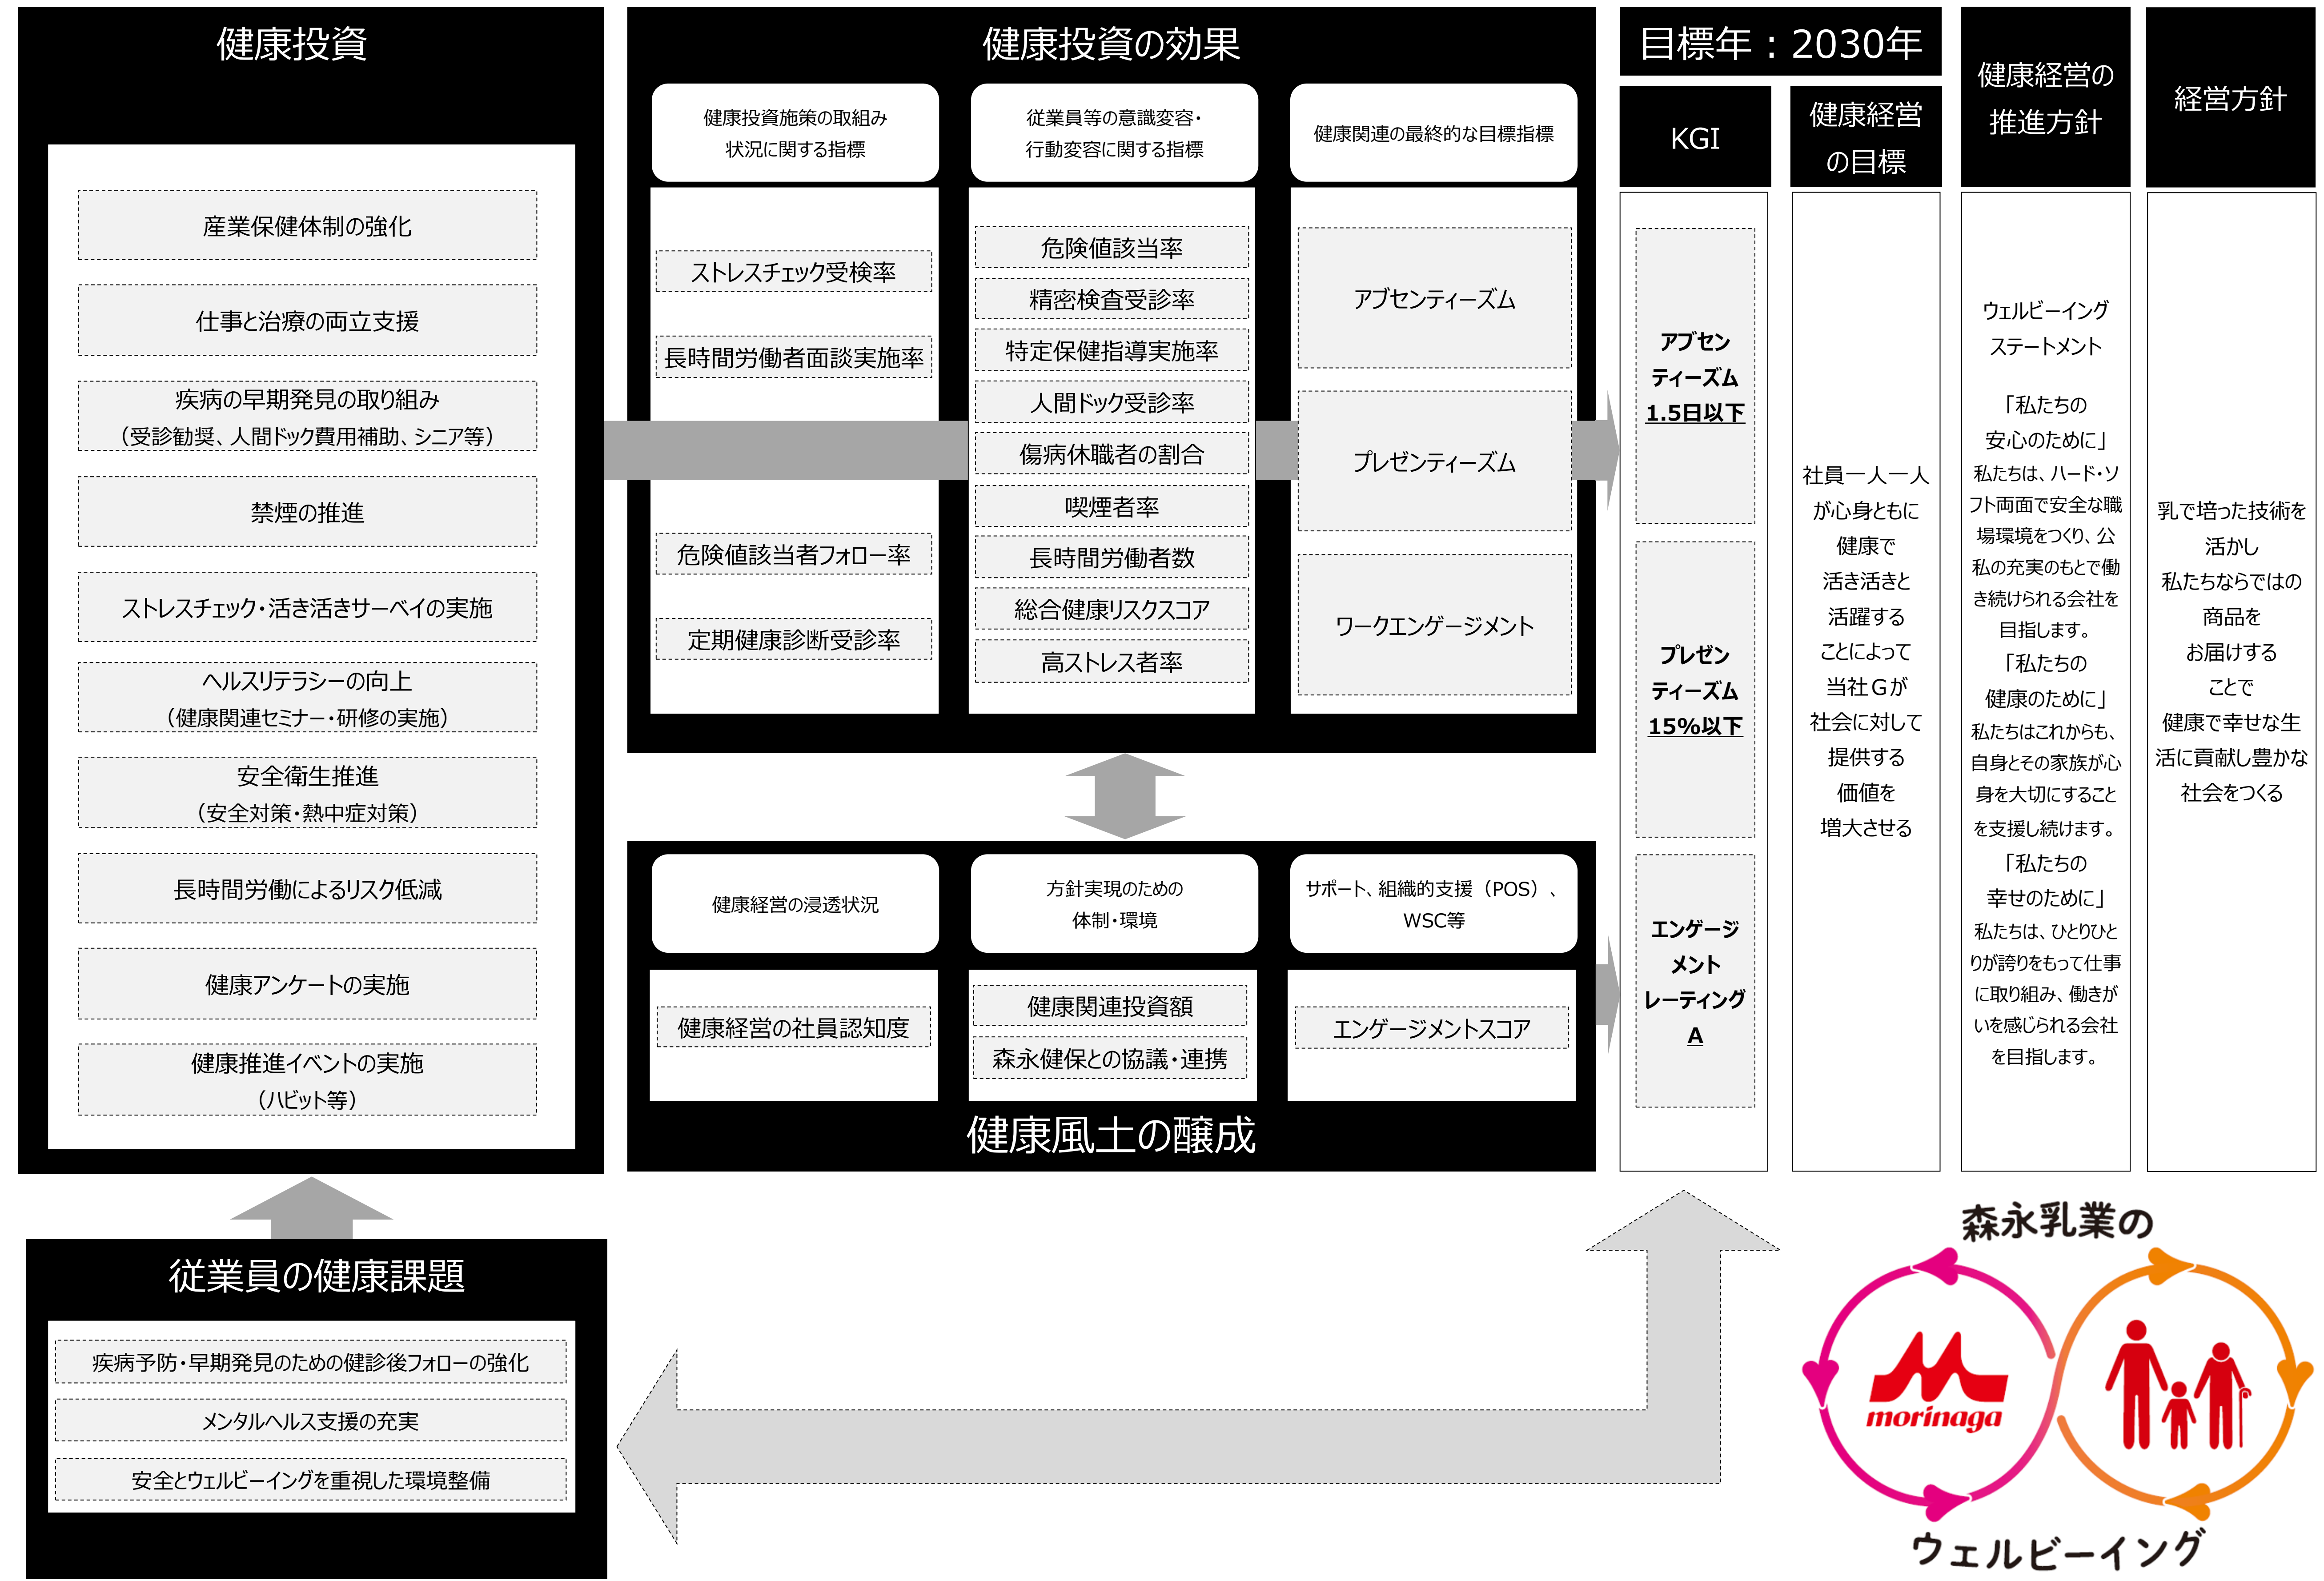 健康投資
産業保健体制の強化
仕事と治療の両立支援
疾病の早期発見の取り組み
（受診勧奨、人間ドック費用補助、シニア等）
禁煙の推進
ストレスチェック・活き活きサーベイの実施
ヘルスリテラシーの向上
（健康関連セミナー・研修の実施）
安全衛生推進
（安全対策・熱中症対策）
長時間労働によるリスク低減
健康アンケートの実施
健康推進イベントの実施
（ハビット等）
従業員の健康課題
疾病予防・早期発見のための健診後フォローの強化
メンタルヘルス支援の充実
安全とウェルビーイングを重視した環境整備
健康投資の効果
健康投資施策の取組み
状況に関する指標
ストレスチェック受検率
長時間労働者面談実施率
危険値該当者フォロー率
定期健康診断受診率
従業員等の意識変容・
行動変容に関する指標
危険値該当率
精密検査受診率
特定保健指導実施率
人間ドック受診率
傷病休職者の割合
喫煙者率
長時間労働者数
総合健康リスクスコア
高ストレス者率
健康関連の最終的な目標指標
アブセンティーズム
プレゼンティーズム
ワークエンゲージメント
健康経営の浸透状況
健康経営の社員認知度
方針実現のための
体制・環境
健康関連投資額
森永健保との協議・連携
サポート、組織的支援（POS）、
WSC等
エンゲージメントスコア
健康風土の醸成
目標年：2030年
KGI
アブセン
ティーズム
1.5日以下
プレゼン
ティーズム
15%以下
エンゲージ
メント
レーティング
A
健康経営
の目標
社員一人一人
が心身ともに
健康で
活き活きと
活躍する
ことによって
当社Ｇが
社会に対して
提供する
価値を
増大させる
健康経営の
推進方針
ウェルビーイング
ステートメント
「私たちの
安心のために」
私たちは、ハード・ソ
フト両面で安全な職
場環境をつくり、公
私の充実のもとで働
き続けられる会社を
目指します。
「私たちの
健康のために」
私たちはこれからも、
自身とその家族が心
身を大切にすること
を支援し続けます。
「私たちの
幸せのために」
私たちは、ひとりひと
りが誇りをもって仕事
に取り組み、働きが
いを感じられる会社
を目指します。
経営方針
乳で培った技術を
活かし
私たちならではの
商品を
お届けする
ことで
健康で幸せな生
活に貢献し豊かな
社会をつくる
森永乳業の
morinaga
ウェルビーイング